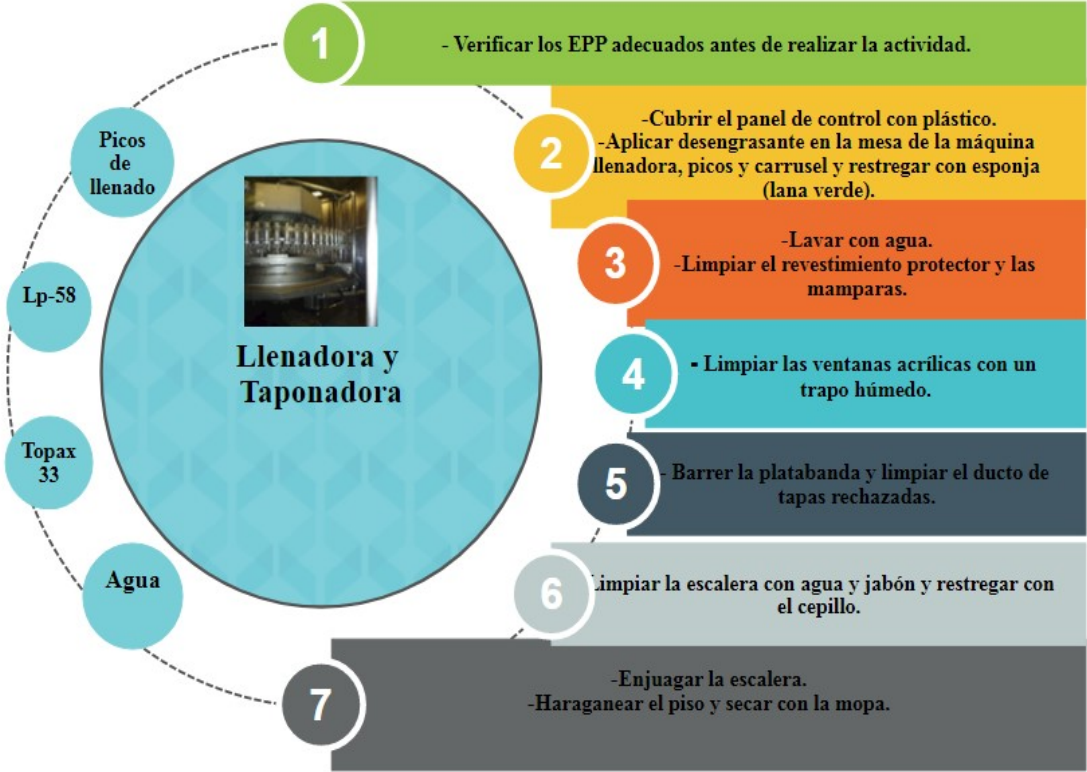 1
- Verificar los EPP adecuados antes de realizar la actividad.
2
-Cubrir el panel de control con plástico.
-Aplicar desengrasante en la mesa de la máquina
llenadora, picos y carrusel y restregar con esponja
(lana verde).
3
-Lavar con agua.
-Limpiar el revestimiento protector y las
mamparas.
4
- Limpiar las ventanas acrílicas con un
trapo húmedo.
5
- Barrer la platabanda y limpiar el ducto de
tapas rechazadas.
6
Limpiar la escalera con agua y jabón y restregar con
el cepillo.
7
-Enjuagar la escalera.
-Haraganear el piso y secar con la mopa.
Picos
de
llenado
Lp-58
Topax
33
Agua
Llenadora y
Taponadora